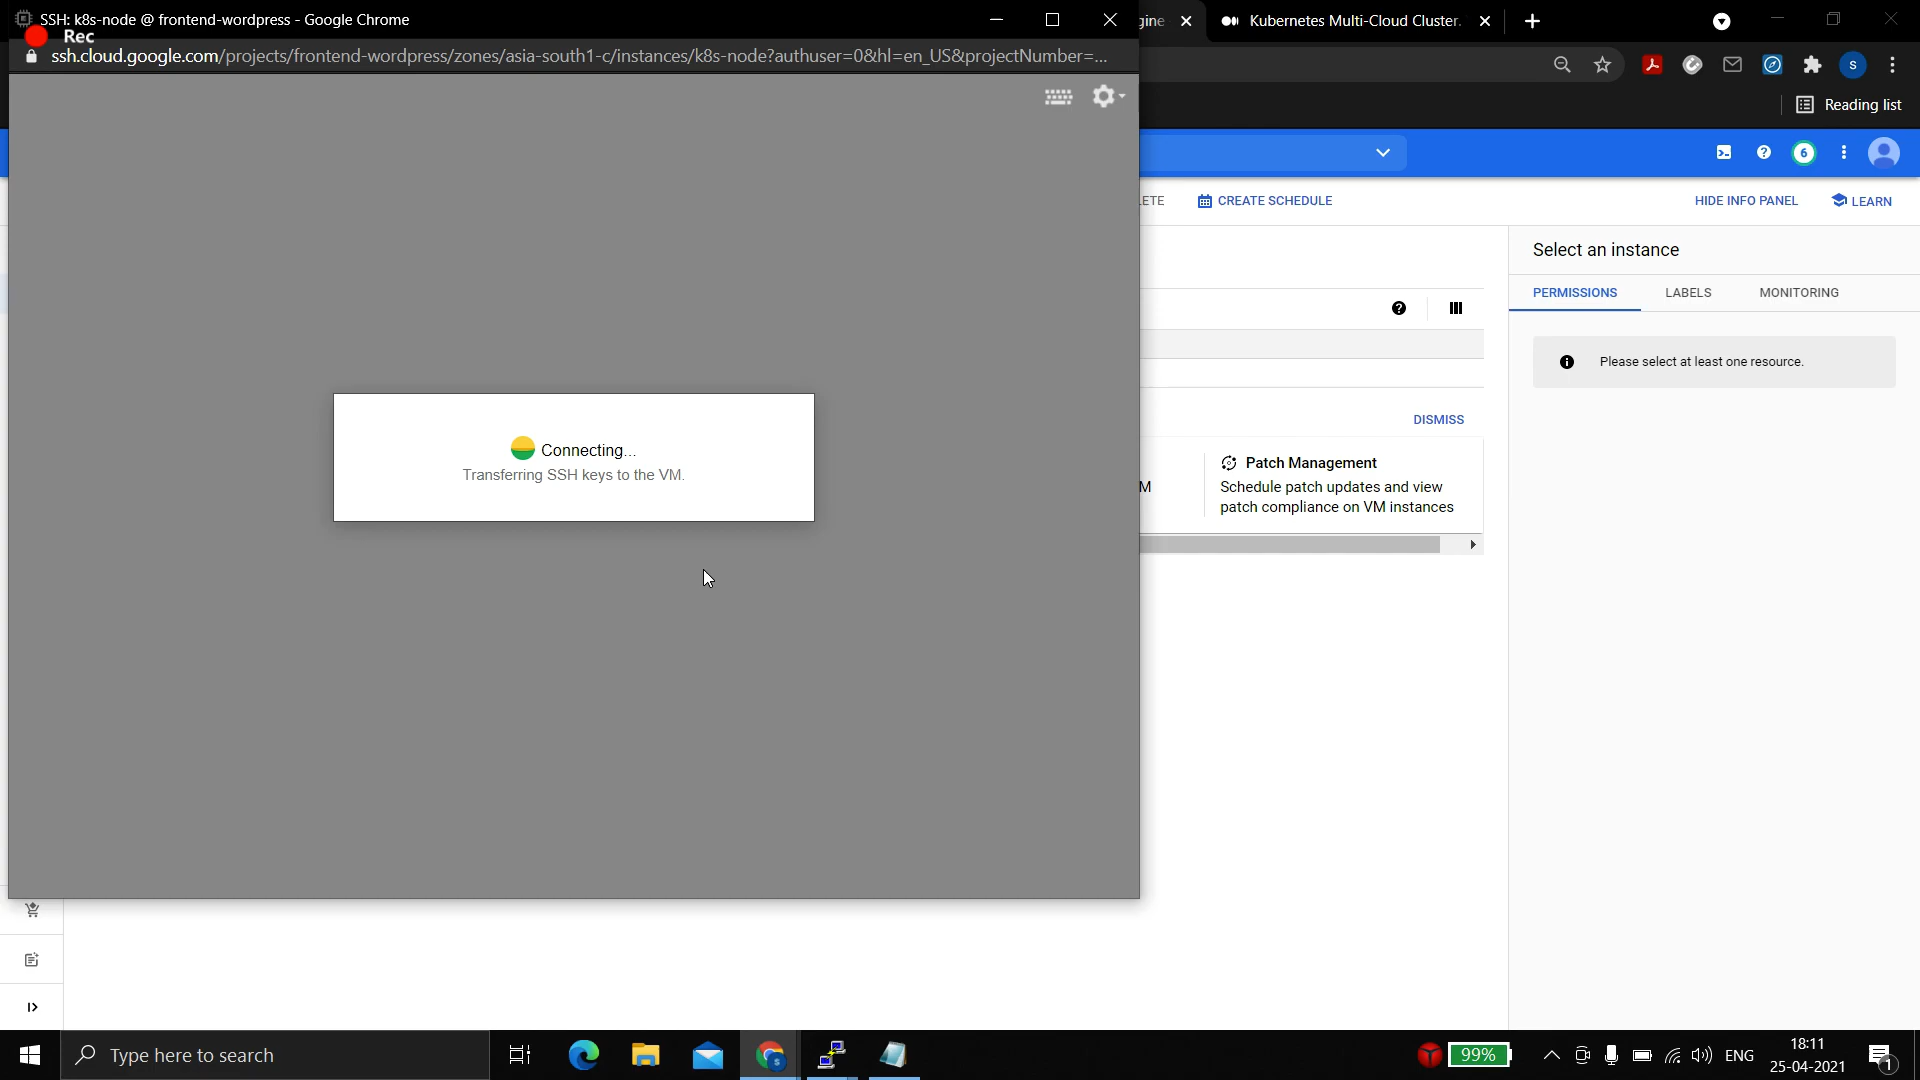 SSH: k8s-node @ frontend-wordpress - Google Chrome
Rec
ssh.cloud.google.com/projects/frontend-wordpress/zones/asia-south1-c/instances/k8s-node?authuser=0&hl=en_US&projectNumber=...
gine
Kubernetes Multi-Cloud Cluster.
S
Reading list
6
LETE
CREATE SCHEDULE
HIDE INFO PANEL
LEARN
Select an instance
PERMISSIONS
LABELS
MONITORING
Please select at least one resource.
Connecting...
Transferring SSH keys to the VM.
DISMISS
M
Patch Management
Schedule patch updates and view
patch compliance on VM instances
Type here to search
99%
ENG
18:11
25-04-2021
1